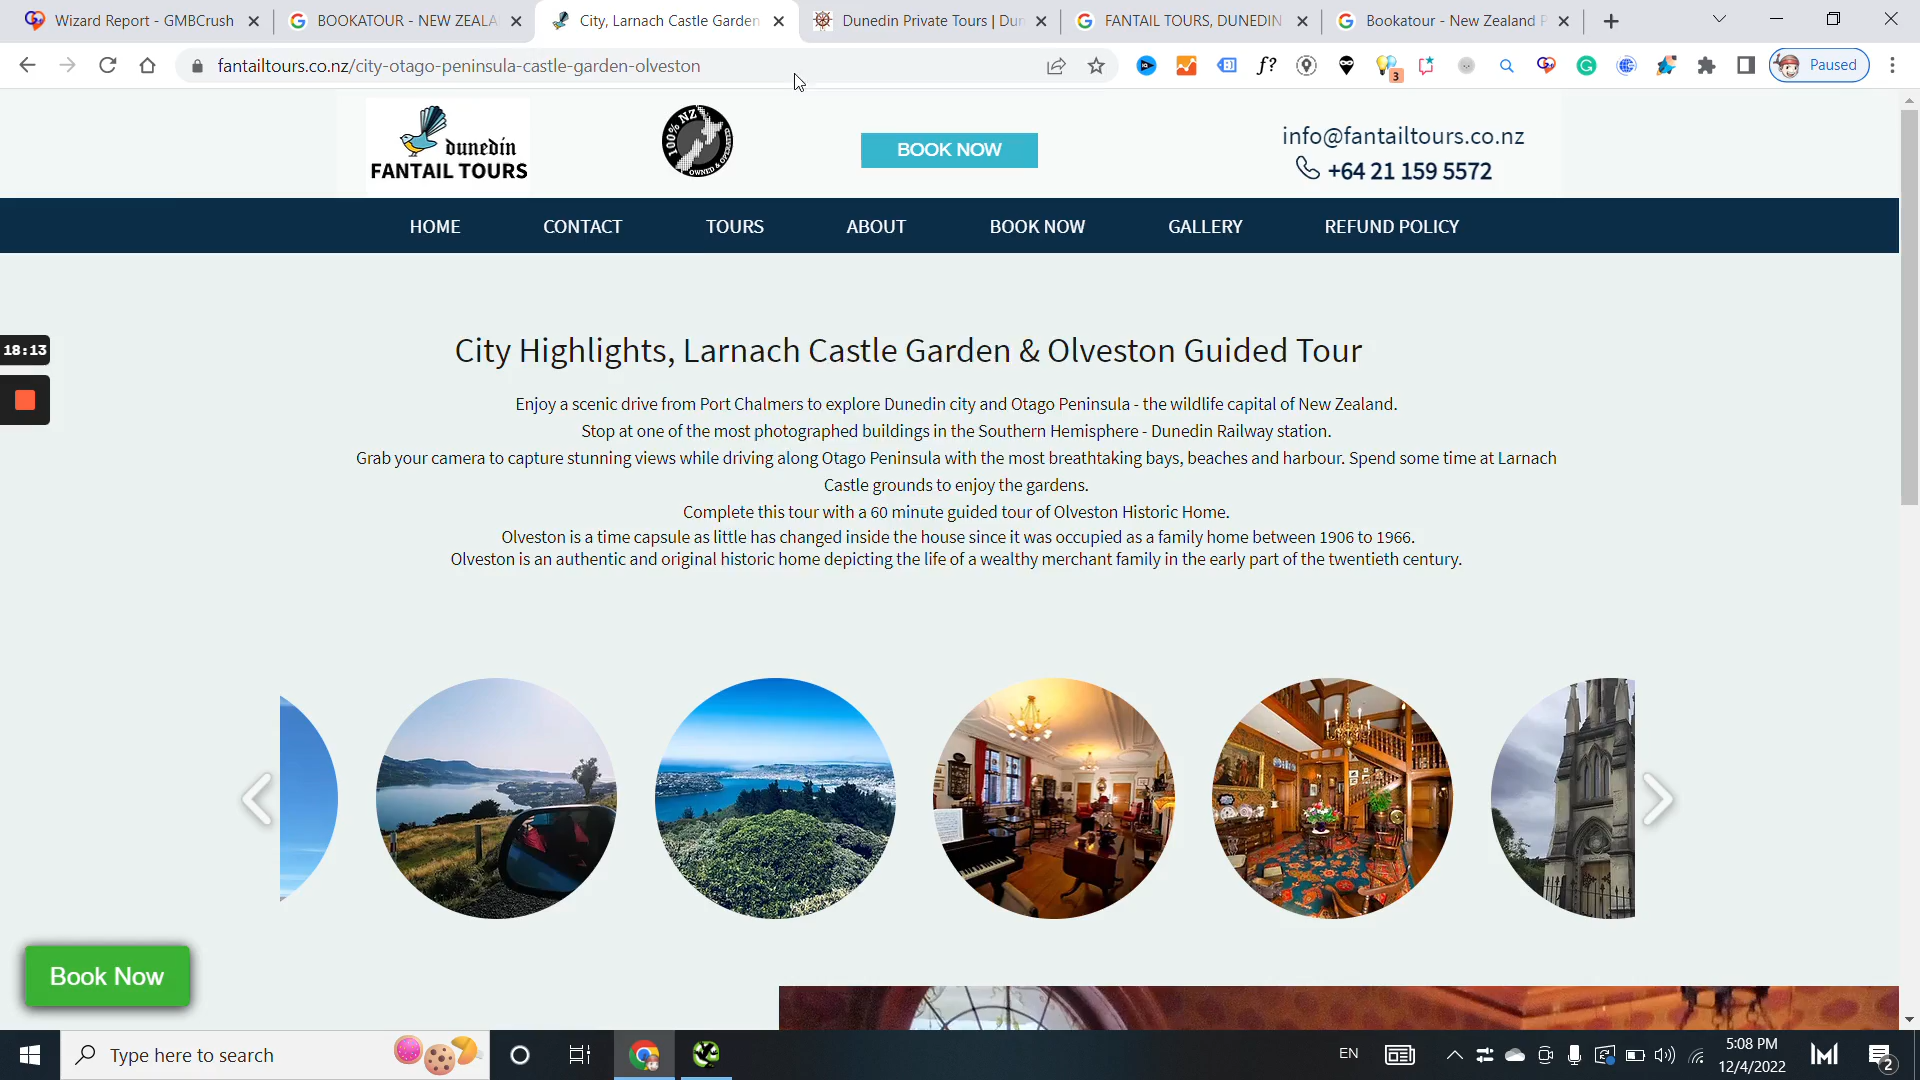 Wizard Report - GMBCrush
BOOKATOUR - NEW ZEALA
City, Larnach Castle Garden
Dunedin Private Tours | Dun
FANTAIL TOURS, DUNEDIN
Bookatour - New Zealand P
fantailtours.co.nz/city-otago-peninsula-castle-garden-olveston
f?
3
Paused
dunedin
FANTAIL TOURS
100% NZ
OWNED & OPERATED
BOOK NOW
info@fantailtours.co.nz
+64 21 159 5572
HOME
CONTACT
TOURS
ABOUT
BOOK NOW
GALLERY
REFUND POLICY
18:13
City Highlights, Larnach Castle Garden & Olveston Guided Tour
Enjoy a scenic drive from Port Chalmers to explore Dunedin city and Otago Peninsula - the wildlife capital of New Zealand.
Stop at one of the most photographed buildings in the Southern Hemisphere - Dunedin Railway station.
Grab your camera to capture stunning views while driving along Otago Peninsula with the most breathtaking bays, beaches and harbour. Spend some time at Larnach
Castle grounds to enjoy the gardens.
Complete this tour with a 60 minute guided tour of Olveston Historic Home.
Olveston is a time capsule as little has changed inside the house since it was occupied as a family home between 1906 to 1966.
Olveston is an authentic and original historic home depicting the life of a wealthy merchant family in the early part of the twentieth century.
Book Now
Type here to search
EN
5:08 PM
12/4/2022
2